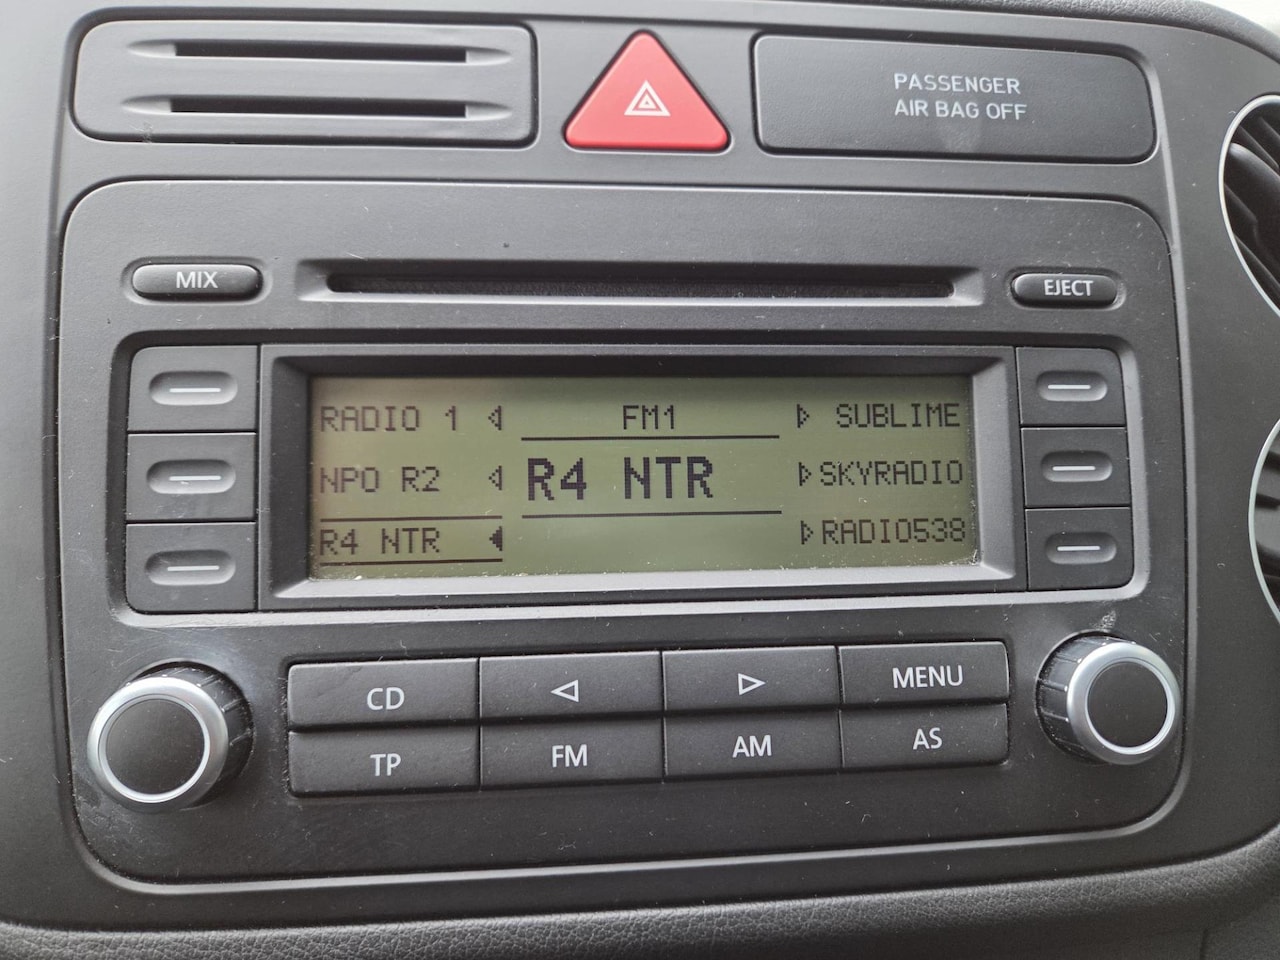 PASSENGER
AIR BAG OFF
MIX
EJECT
RADIO 1
FM1
SUBLIME
NPO R2
R4 NTR
SKYRADIO
R4 NTR
RADIO538
CD
MENU
TP
FM
AM
AS